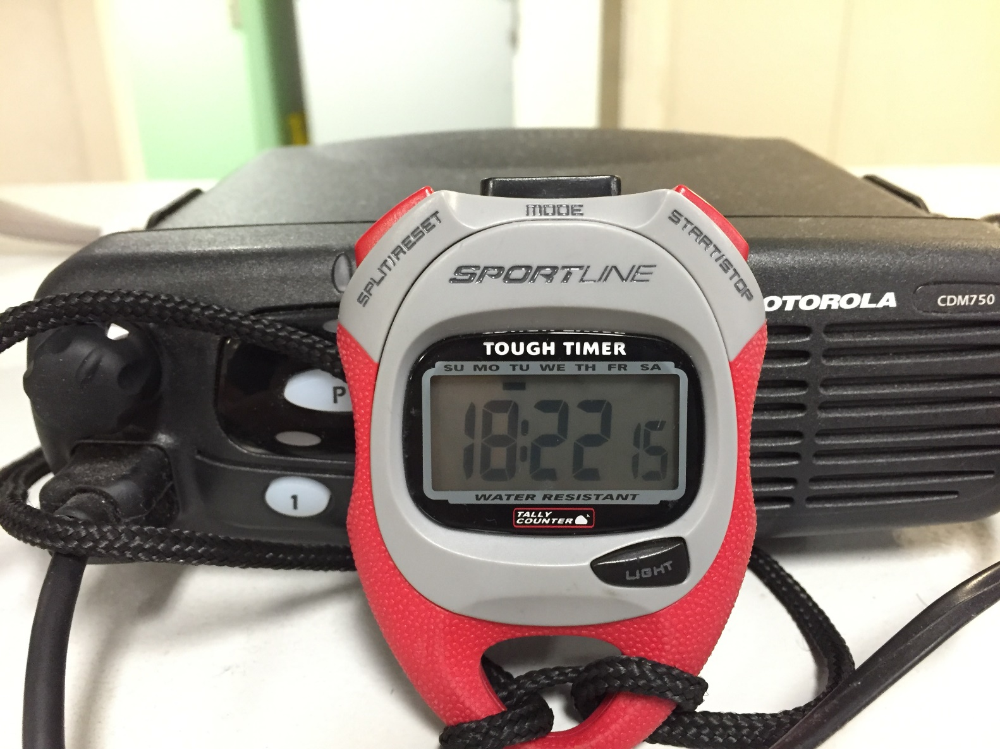 MODE
SPLIT/RESET
START/STOP
SPORTLINE
OTOROLA
CDM750
TOUGH TIMER
SU MO TU WE TH FR SA
18:22 15
WATER RESISTANT
TALLY
COUNTER
LIGHT
P
1